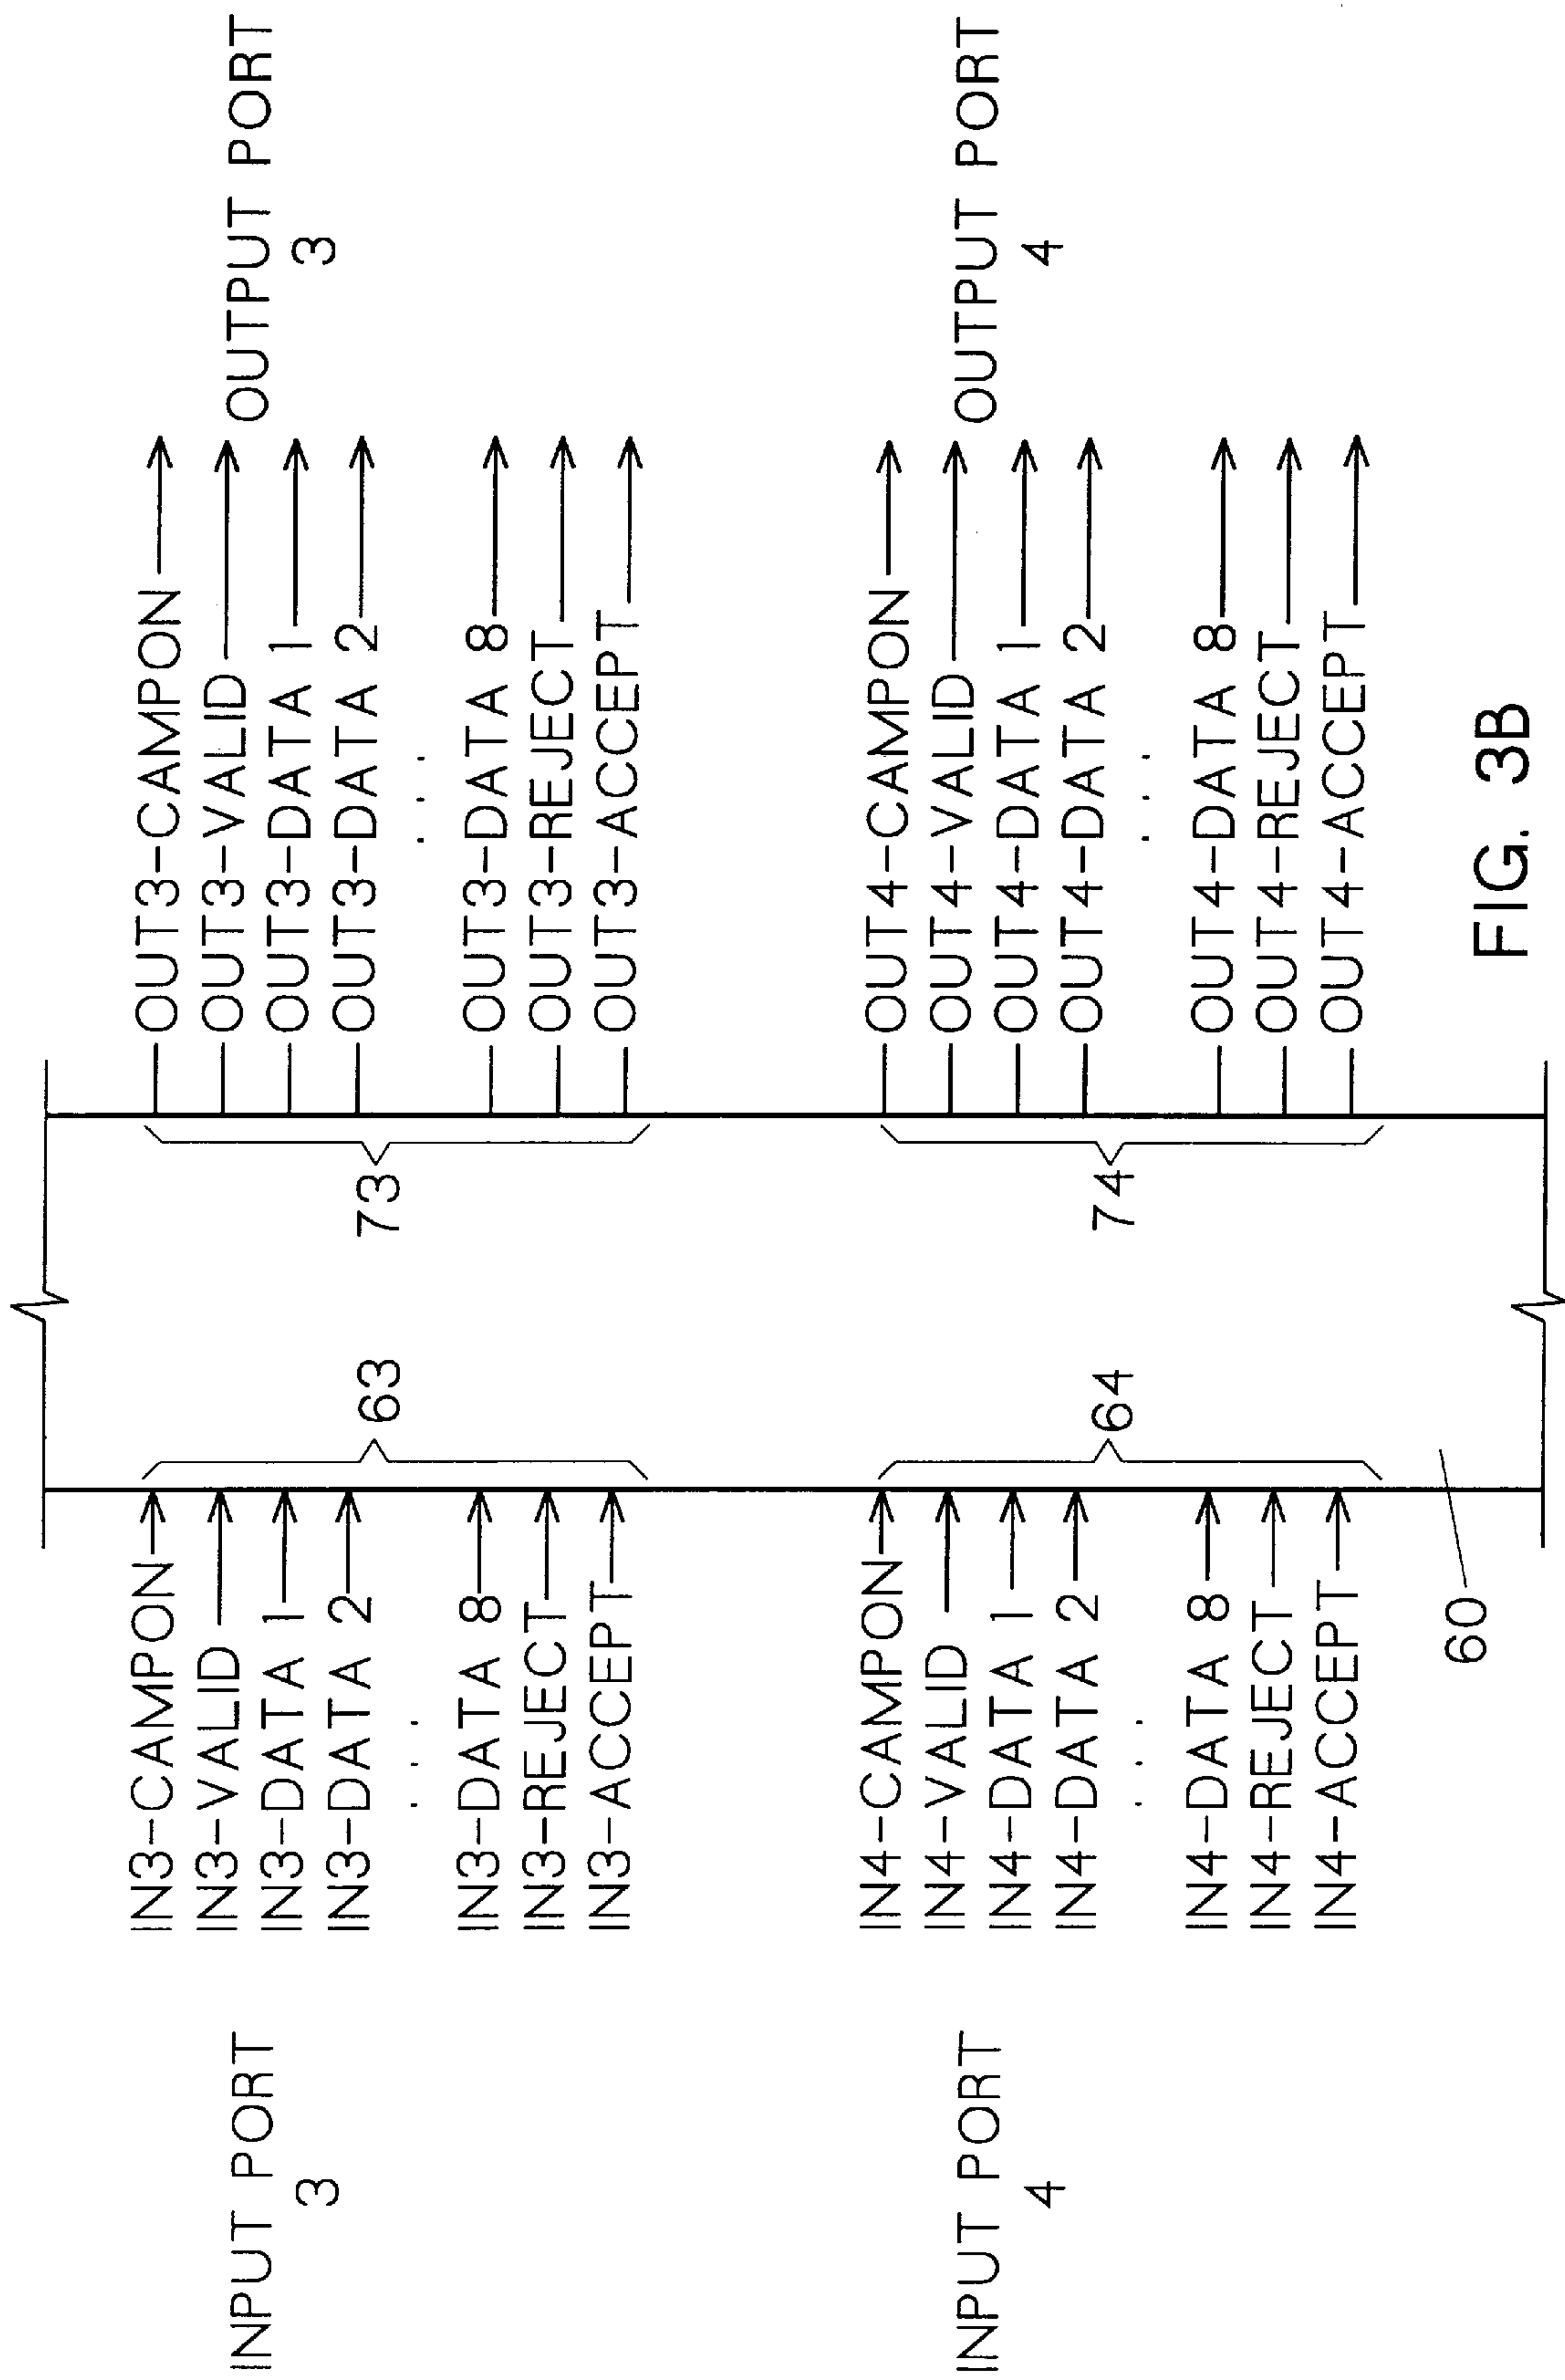 INPUT PORT
3
IN3-CAMPON
IN3-VALID
IN3-DATA 1
IN3-DATA 2
. . .
IN3-DATA 8
IN3-REJECT
IN3-ACCEPT
63
73
OUT3-CAMPON
OUT3-VALID
OUT3-DATA 1
OUT3-DATA 2
. . .
OUT3-DATA 8
OUT3-REJECT
OUT3-ACCEPT
OUTPUT PORT
3
INPUT PORT
4
IN4-CAMPON
IN4-VALID
IN4-DATA 1
IN4-DATA 2
. . .
IN4-DATA 8
IN4-REJECT
IN4-ACCEPT
64
74
OUT4-CAMPON
OUT4-VALID
OUT4-DATA 1
OUT4-DATA 2
. . .
OUT4-DATA 8
OUT4-REJECT
OUT4-ACCEPT
OUTPUT PORT
4
60
FIG. 3B